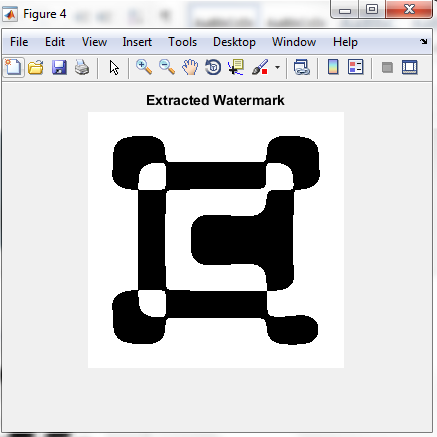 Figure 4
File Edit View Insert Tools Desktop Window Help
Extracted Watermark